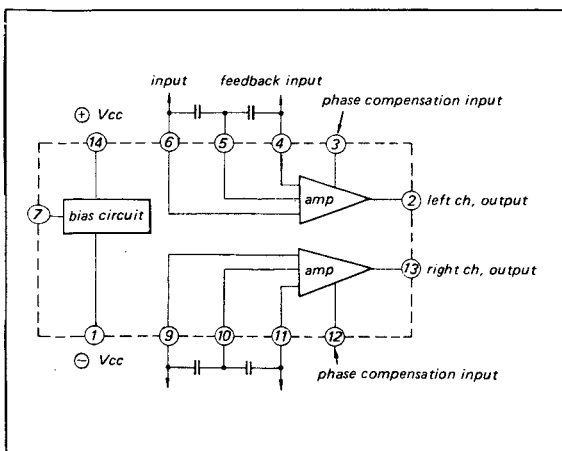 input
feedback input
phase compensation input
⊕ Vcc
14
6
5
4
3
7
bias circuit
amp
2
left ch, output
amp
13
right ch, output
1
9
10
11
12
⊖ Vcc
phase compensation input